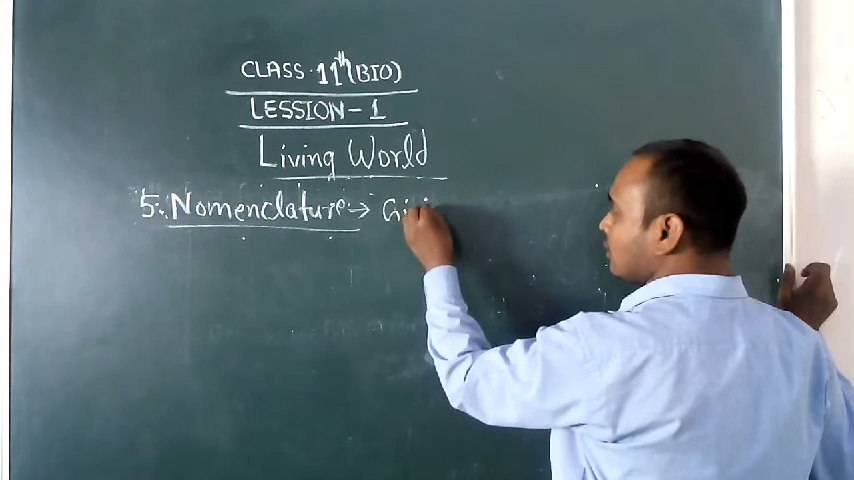 CLASS. 11th (BIO)
LESSION - 1
Living World
5. Nomenclature →